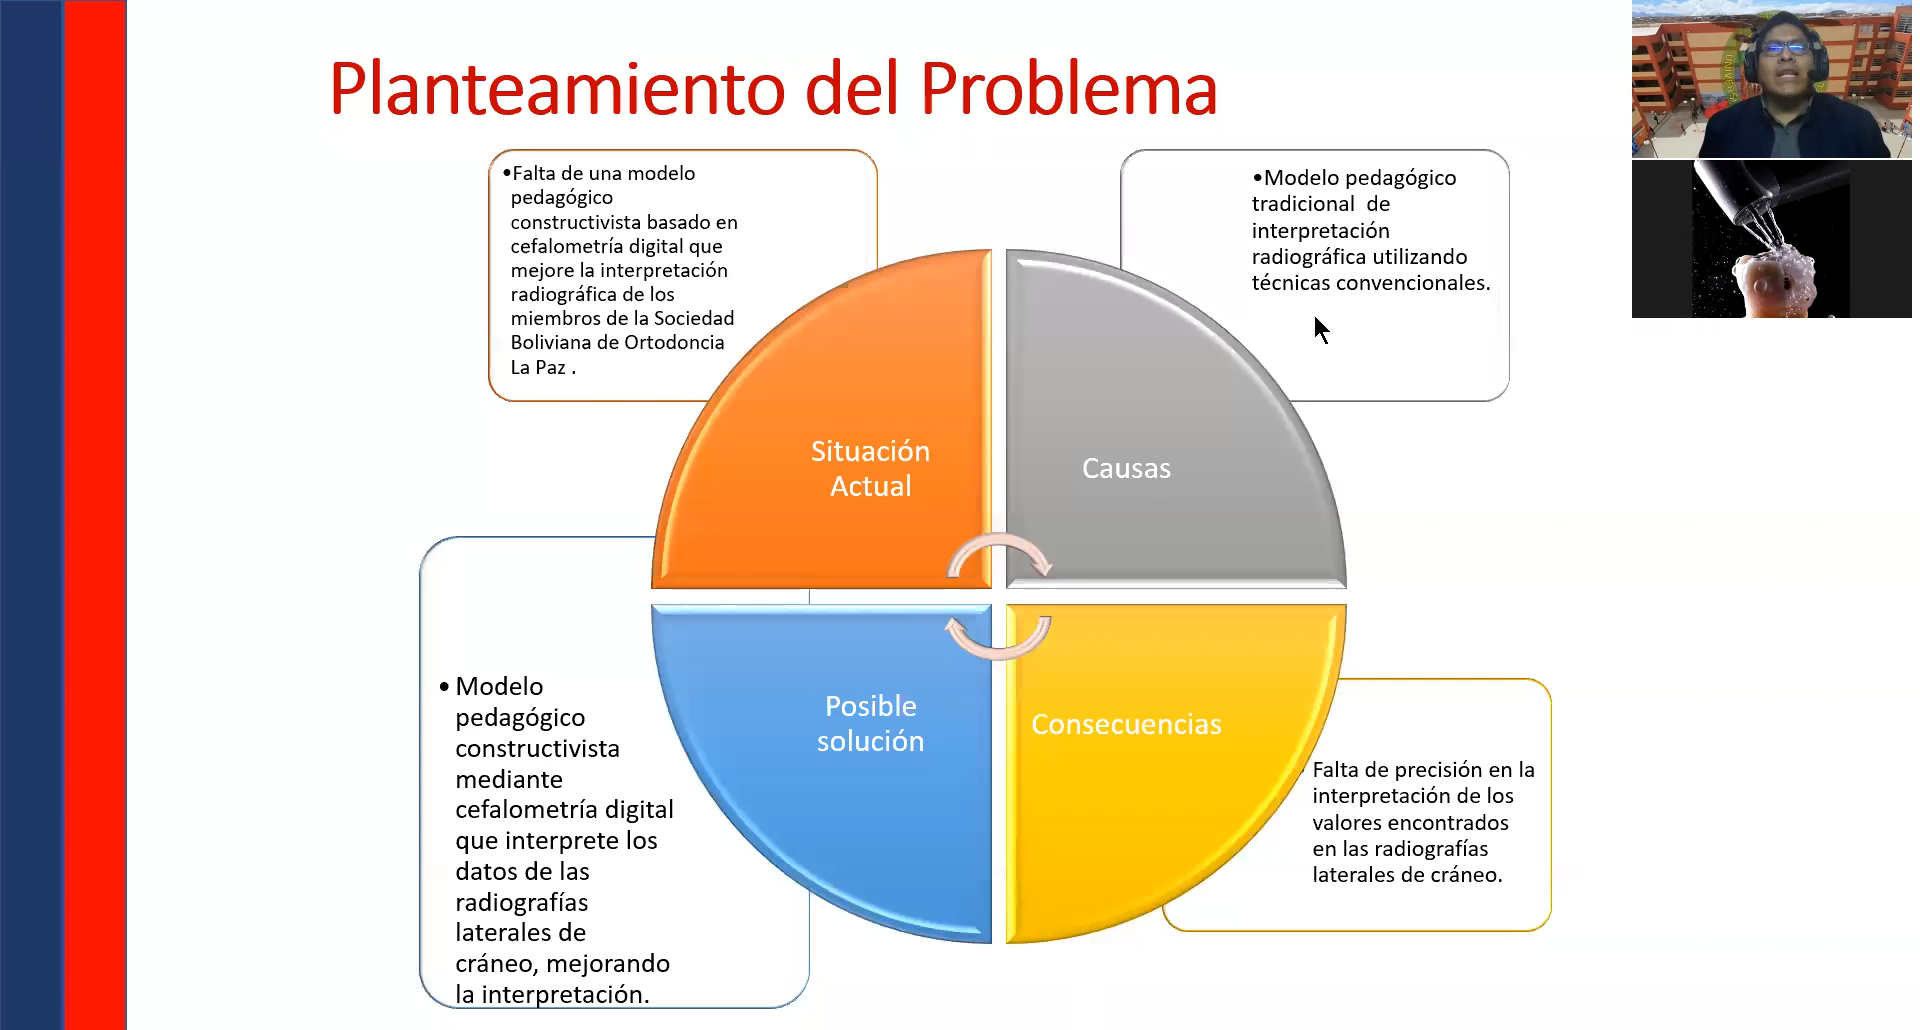 Planteamiento del Problema
•Falta de una modelo
pedagógico
constructivista basado en
cefalometría digital que
mejore la interpretación
radiográfica de los
miembros de la Sociedad
Boliviana de Ortodoncia
La Paz .
•Modelo pedagógico
tradicional de
interpretación
radiográfica utilizando
técnicas convencionales.
Situación
Actual
Causas
Posible
solución
Consecuencias
• Modelo
pedagógico
constructivista
mediante
cefalometría digital
que interprete los
datos de las
radiografías
laterales de
cráneo, mejorando
la interpretación.
• Falta de precisión en la
interpretación de los
valores encontrados
en las radiografías
laterales de cráneo.